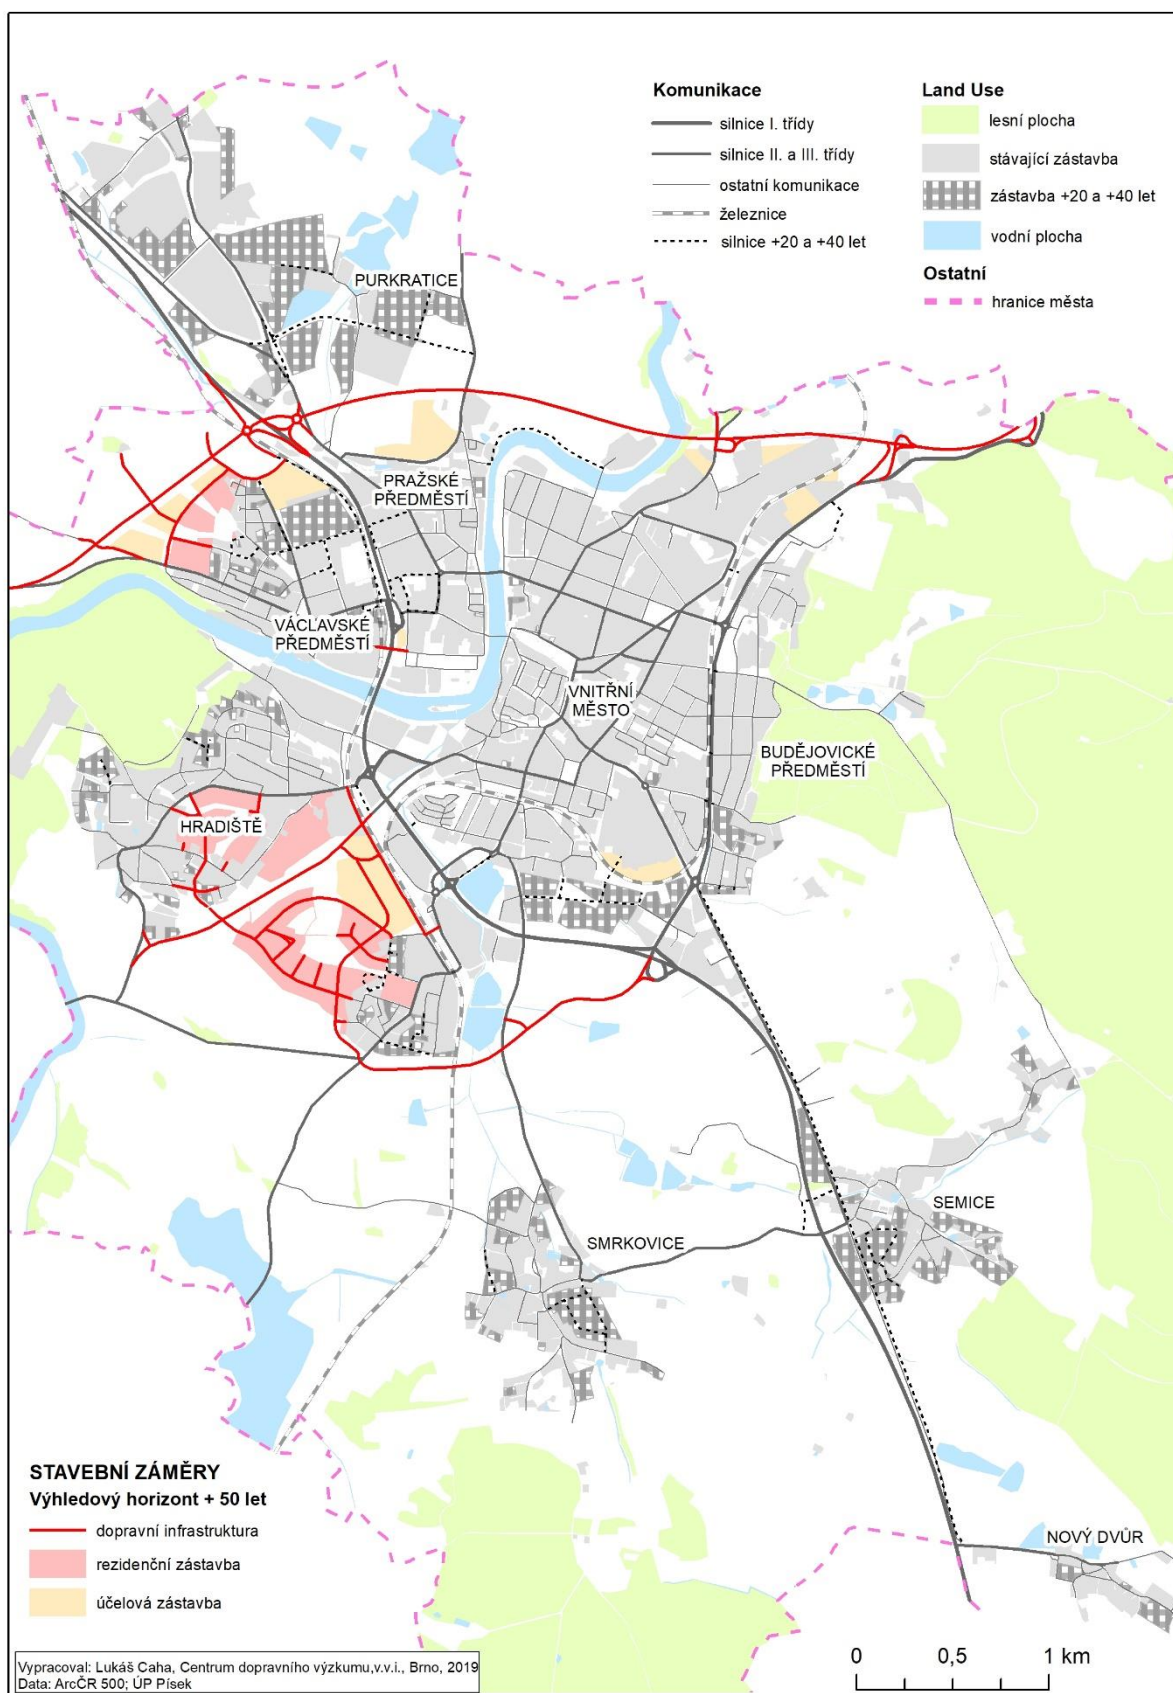 Komunikace
silnice I. třídy
silnice II. a III. třídy
ostatní komunikace
železnice
silnice +20 a +40 let
Land Use
lesní plocha
stávající zástavba
zástavba +20 a +40 let
vodní plocha
Ostatní
hranice města
PURKRATICE
PRAŽSKÉ
PŘEDMĚSTÍ
VÁCLAVSKÉ
PŘEDMĚSTÍ
VNITŘNÍ
MĚSTO
BUDĚJOVICKÉ
PŘEDMĚSTÍ
HRADIŠTĚ
SEMICE
SMRKOVICE
NOVÝ DVŮR
STAVEBNÍ ZÁMĚRY
Výhledový horizont + 50 let
dopravní infrastruktura
rezidenční zástavba
účelová zástavba
Vypracoval: Lukáš Caha, Centrum dopravního výzkumu,v.v.i., Brno, 2019
Data: ArcČR 500; ÚP Písek
0 0,5 1 km